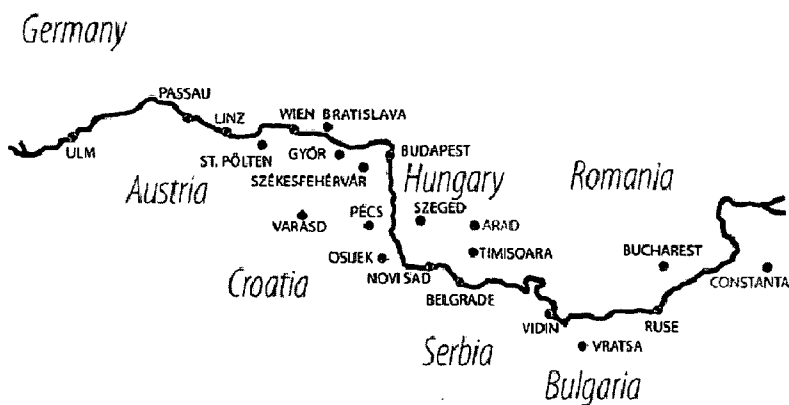 Germany
PASSAU
LINZ
WIEN BRATISLAVA
ULM
ST. PÖLTEN
GYŐR
BUDAPEST
SZÉKESFEHÉRVÁR
Austria
Hungary
Romania
VARASD
PÉCS
SZEGED
ARAD
OSIJEK
TIMISOARA
BUCHAREST
Croatia
NOVI SAD
CONSTANTA
BELGRADE
VIDIN
RUSE
Serbia
VRATSA
Bulgaria